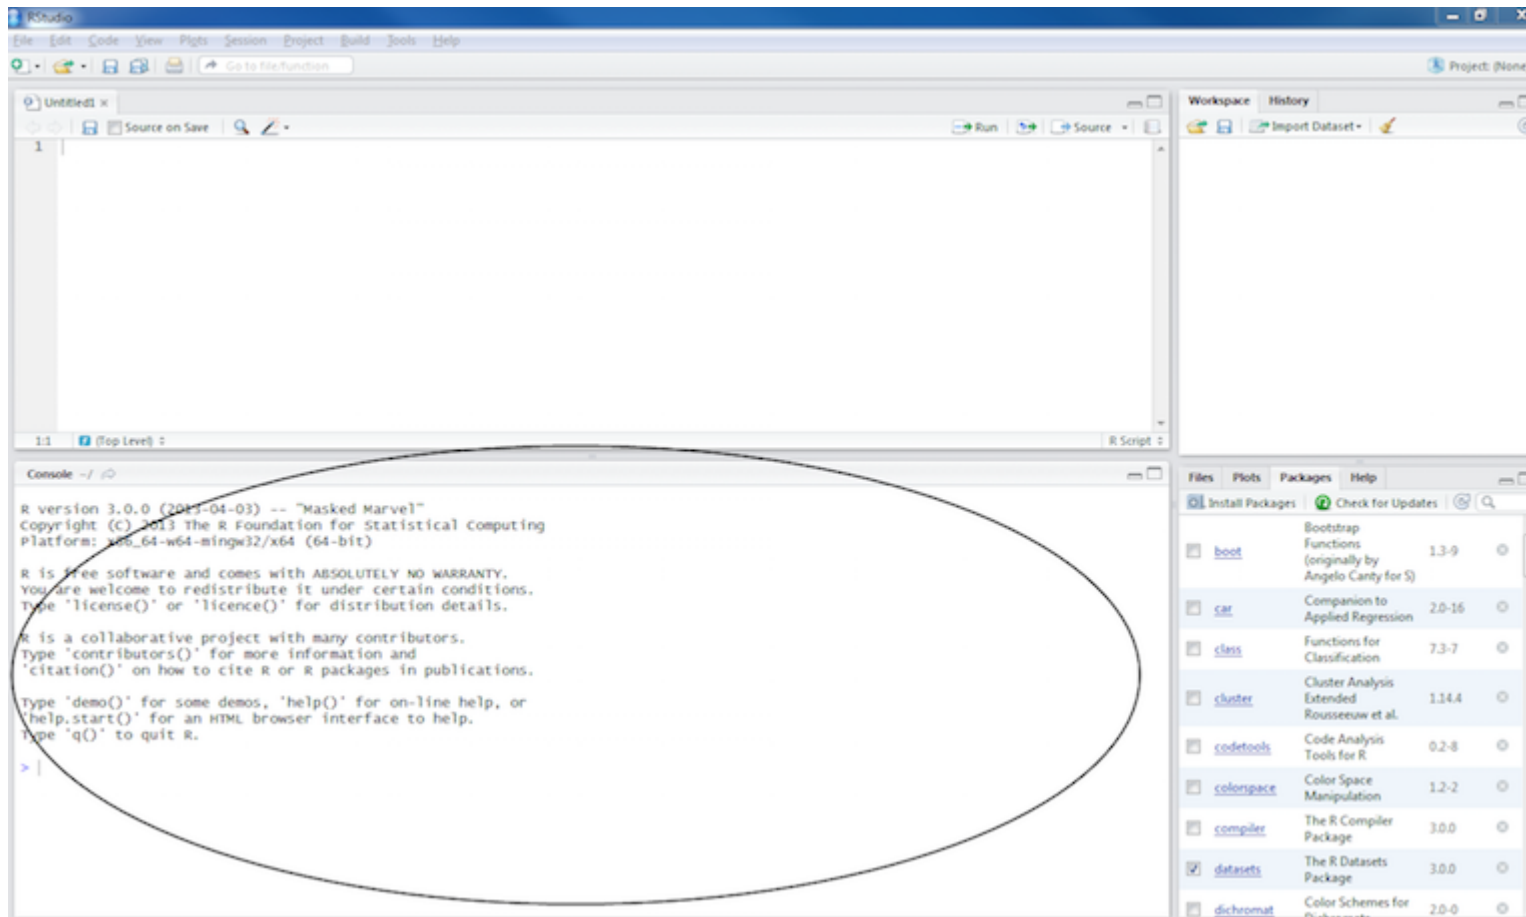 RStudio
File Edit Code View Plots Session Project Build Tools Help
Go to file/function
Project: (None
Untitled1 ×
Source on Save
Run
Source
1
1:1 (Top Level)
R Script
Workspace History
Import Dataset
Console ~/
R version 3.0.0 (2013-04-03) -- "Masked Marvel"
Copyright (C) 2013 The R Foundation for Statistical Computing
Platform: x86_64-w64-mingw32/x64 (64-bit)
R is free software and comes with ABSOLUTELY NO WARRANTY.
You are welcome to redistribute it under certain conditions.
Type 'license()' or 'licence()' for distribution details.
R is a collaborative project with many contributors.
Type 'contributors()' for more information and
'citation()' on how to cite R or R packages in publications.
Type 'demo()' for some demos, 'help()' for on-line help, or
'help.start()' for an HTML browser interface to help.
Type 'q()' to quit R.
>
Files Plots Packages Help
Install Packages Check for Updates
Bootstrap
Functions
boot (originally by 1.3-9
Angelo Canty for S)
Companion to
car 2.0-16
Applied Regression
Functions for
class 7.3-7
Classification
Cluster Analysis
cluster Extended 1.14.4
Rousseeuw et al.
Code Analysis
codetools 0.2-8
Tools for R
Color Space
colorspace 1.2-2
Manipulation
The R Compiler
compiler 3.0.0
Package
The R Datasets
datasets 3.0.0
Package
Color Schemes for
dichromat 2.0-0